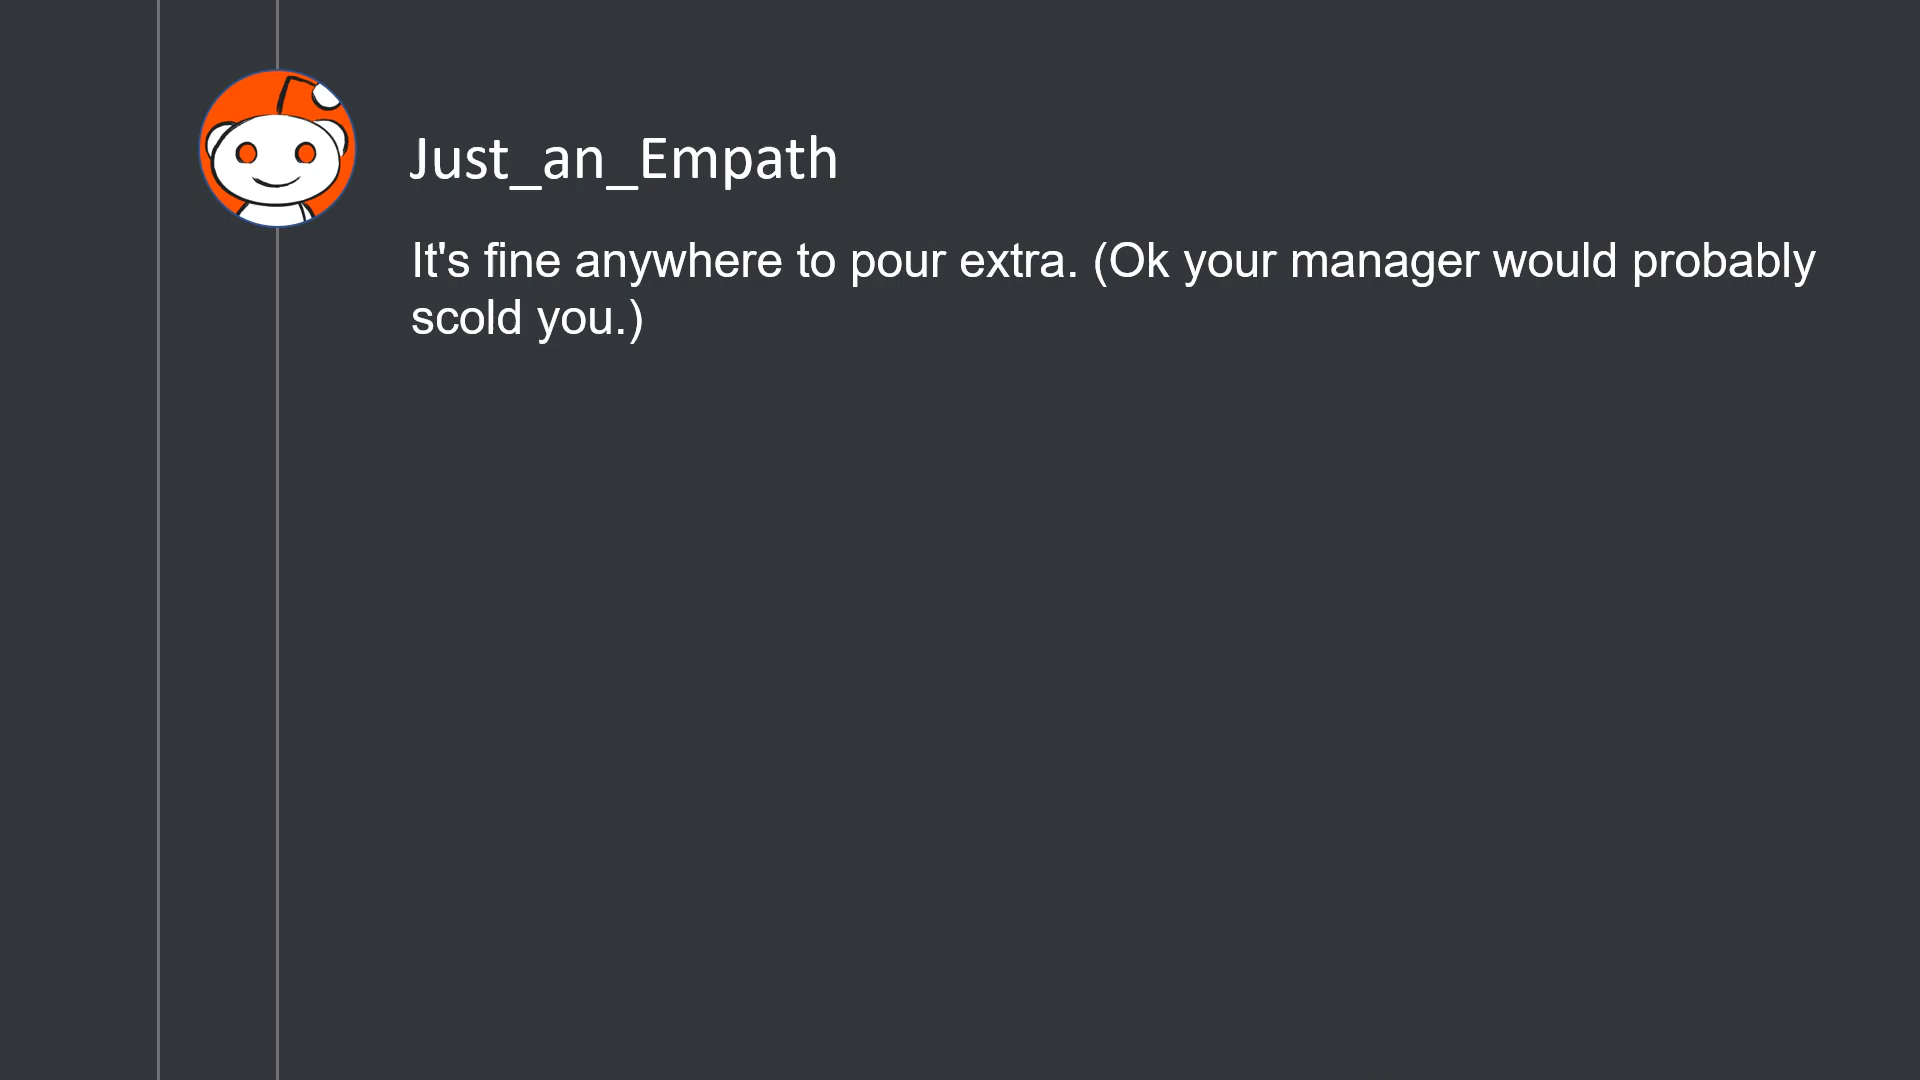 Just_an_Empath
It's fine anywhere to pour extra. (Ok your manager would probably
scold you.)